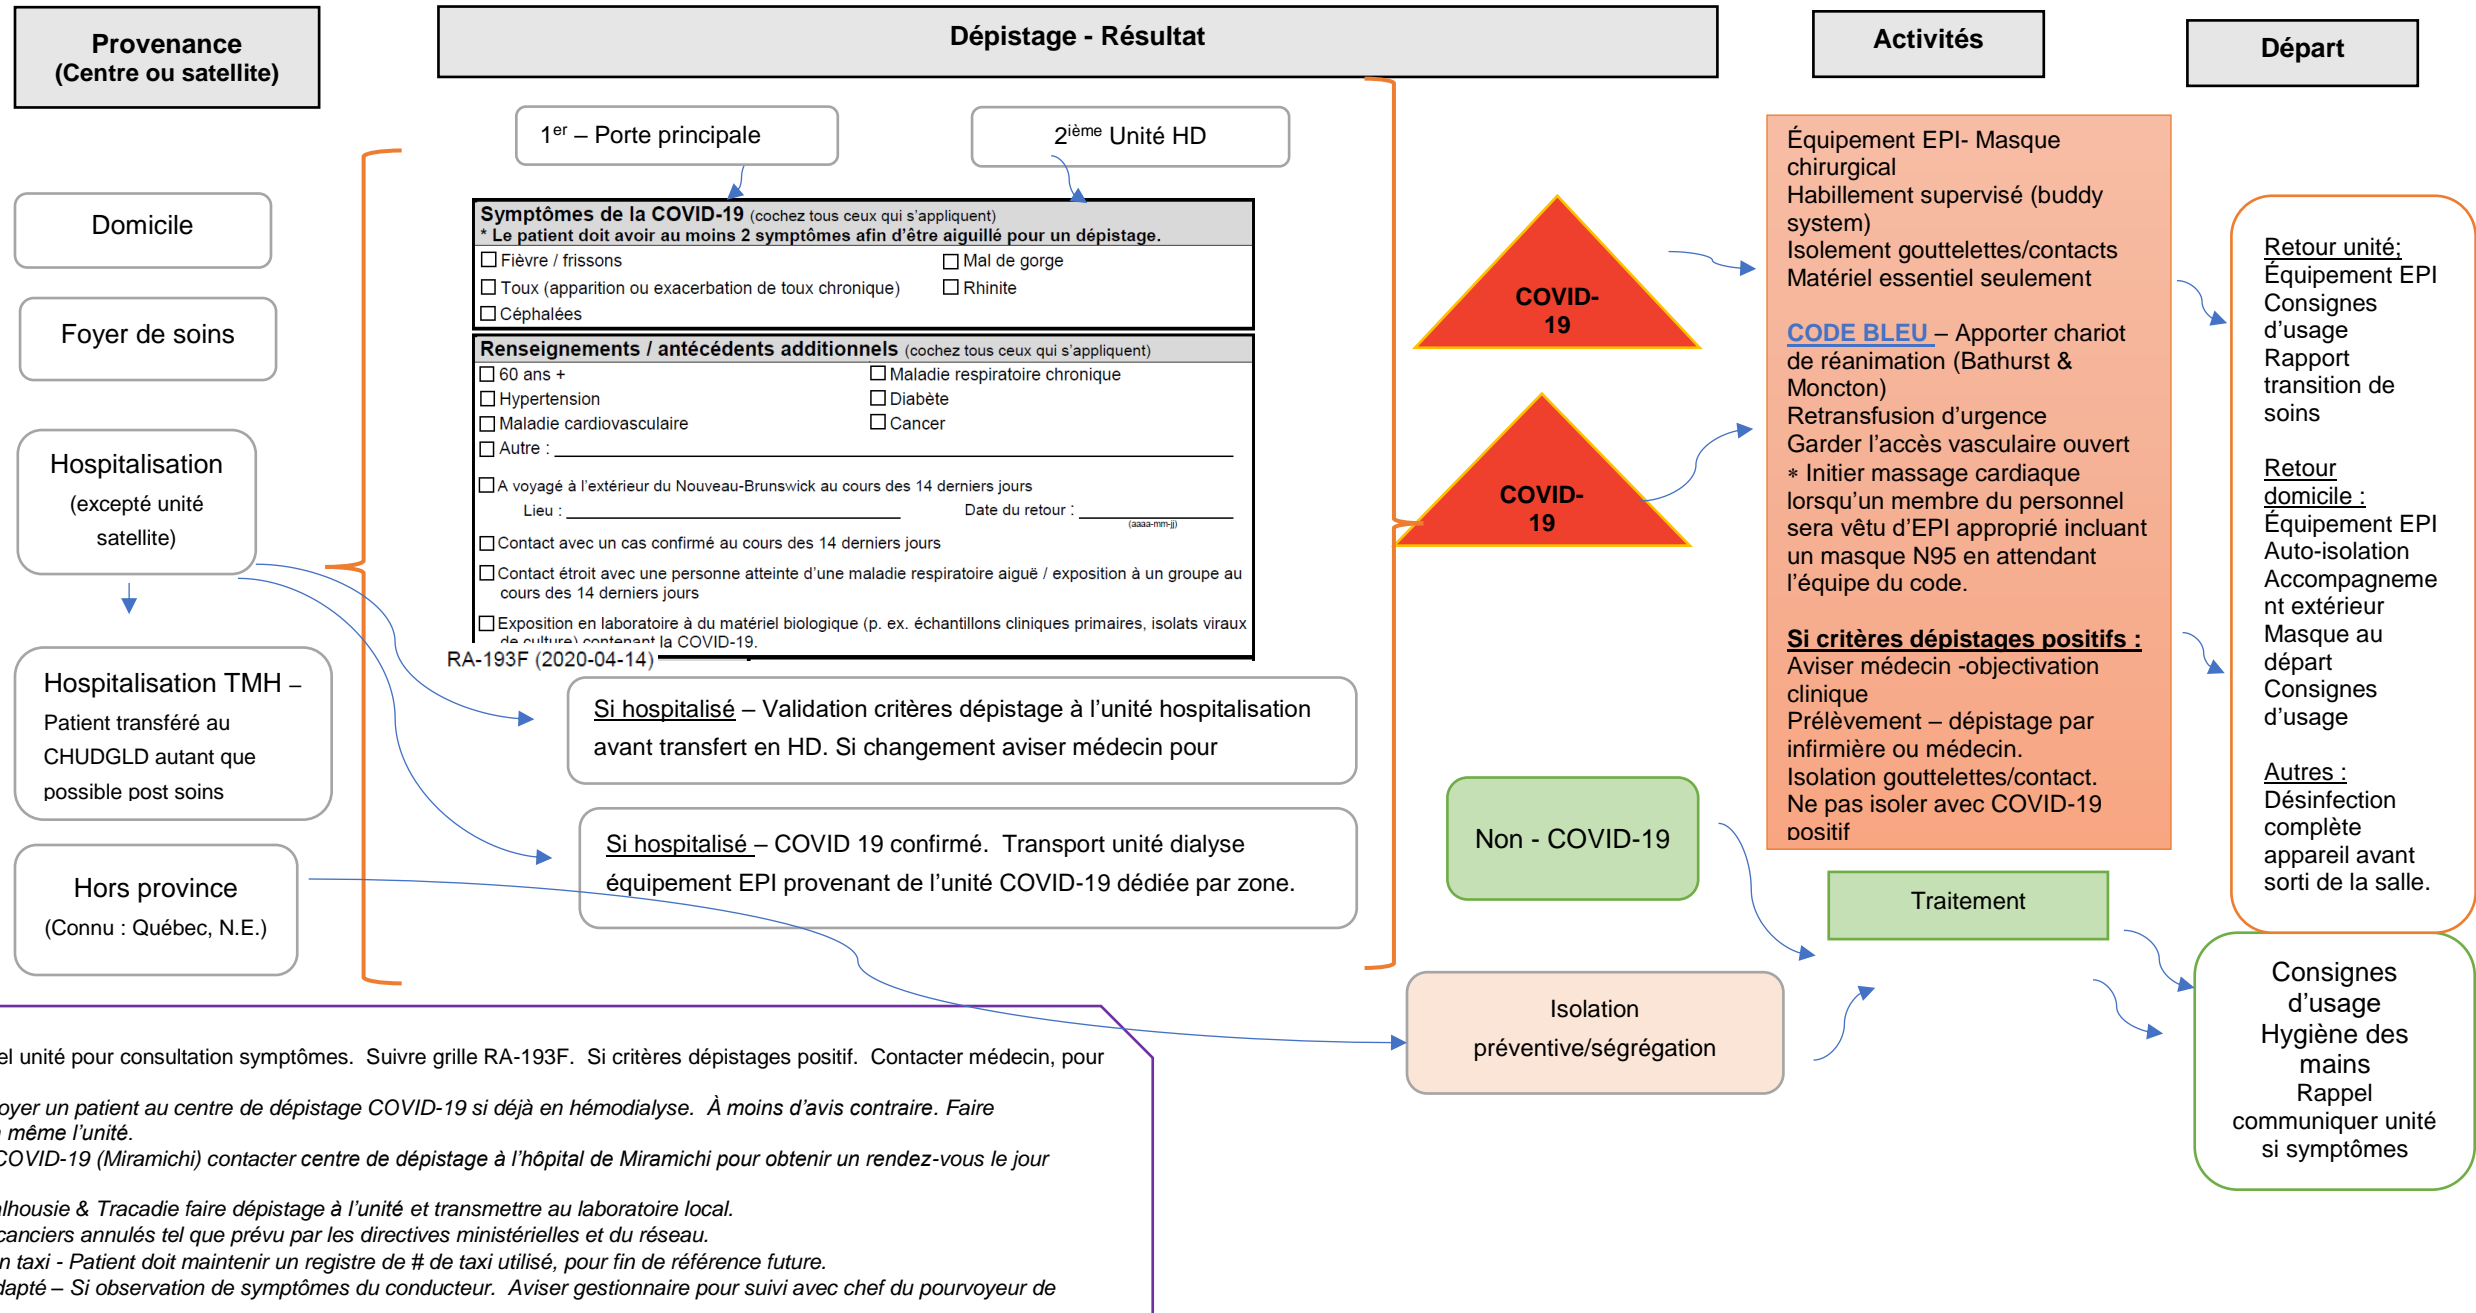 Provenance
(Centre ou satellite)
Dépistage - Résultat
Activités
Départ
1er – Porte principale
2ième Unité HD
Domicile
Foyer de soins
Hospitalisation
(excepté unité
satellite)
Hospitalisation TMH –
Patient transféré au
CHUDGLD autant que
possible post soins
Hors province
(Connu : Québec, N.E.)
Symptômes de la COVID-19 (cochez tous ceux qui s'appliquent)
* Le patient doit avoir au moins 2 symptômes afin d'être aiguillé pour un dépistage.
Fièvre / frissons
Mal de gorge
Toux (apparition ou exacerbation de toux chronique)
Rhinite
Céphalées
Renseignements / antécédents additionnels (cochez tous ceux qui s'appliquent)
60 ans +
Maladie respiratoire chronique
Hypertension
Diabète
Maladie cardiovasculaire
Cancer
Autre :
A voyagé à l'extérieur du Nouveau-Brunswick au cours des 14 derniers jours
Lieu :
Date du retour :
(aaaa-mm-jj)
Contact avec un cas confirmé au cours des 14 derniers jours
Contact étroit avec une personne atteinte d'une maladie respiratoire aiguë / exposition à un groupe au
cours des 14 derniers jours
Exposition en laboratoire à du matériel biologique (p. ex. échantillons cliniques primaires, isolats viraux
de culture) contenant la COVID-19.
RA-193F (2020-04-14)
Si hospitalisé – Validation critères dépistage à l'unité hospitalisation
avant transfert en HD. Si changement aviser médecin pour
Si hospitalisé – COVID 19 confirmé. Transport unité dialyse
équipement EPI provenant de l'unité COVID-19 dédiée par zone.
COVID-
19
COVID-
19
Non - COVID-19
Isolation
préventive/ségrégation
Équipement EPI- Masque
chirurgical
Habillement supervisé (buddy
system)
Isolement gouttelettes/contacts
Matériel essentiel seulement
CODE BLEU – Apporter chariot
de réanimation (Bathurst &
Moncton)
Retransfusion d'urgence
Garder l'accès vasculaire ouvert
* Initier massage cardiaque
lorsqu'un membre du personnel
sera vêtu d'EPI approprié incluant
un masque N95 en attendant
l'équipe du code.
Si critères dépistages positifs :
Aviser médecin -objectivation
clinique
Prélèvement – dépistage par
infirmière ou médecin.
Isolation gouttelettes/contact.
Ne pas isoler avec COVID-19
positif
Traitement
Retour unité;
Équipement EPI
Consignes
d'usage
Rapport
transition de
soins
Retour
domicile :
Équipement EPI
Auto-isolation
Accompagneme
nt extérieur
Masque au
départ
Consignes
d'usage
Autres :
Désinfection
complète
appareil avant
sorti de la salle.
Consignes
d'usage
Hygiène des
mains
Rappel
communiquer unité
si symptômes
el unité pour consultation symptômes. Suivre grille RA-193F. Si critères dépistages positif. Contacter médecin, pour
oyer un patient au centre de dépistage COVID-19 si déjà en hémodialyse. À moins d'avis contraire. Faire
même l'unité.
COVID-19 (Miramichi) contacter centre de dépistage à l'hôpital de Miramichi pour obtenir un rendez-vous le jour
alhousie & Tracadie faire dépistage à l'unité et transmettre au laboratoire local.
canciers annulés tel que prévu par les directives ministérielles et du réseau.
n taxi - Patient doit maintenir un registre de # de taxi utilisé, pour fin de référence future.
dapté – Si observation de symptômes du conducteur. Aviser gestionnaire pour suivi avec chef du pourvoyeur de